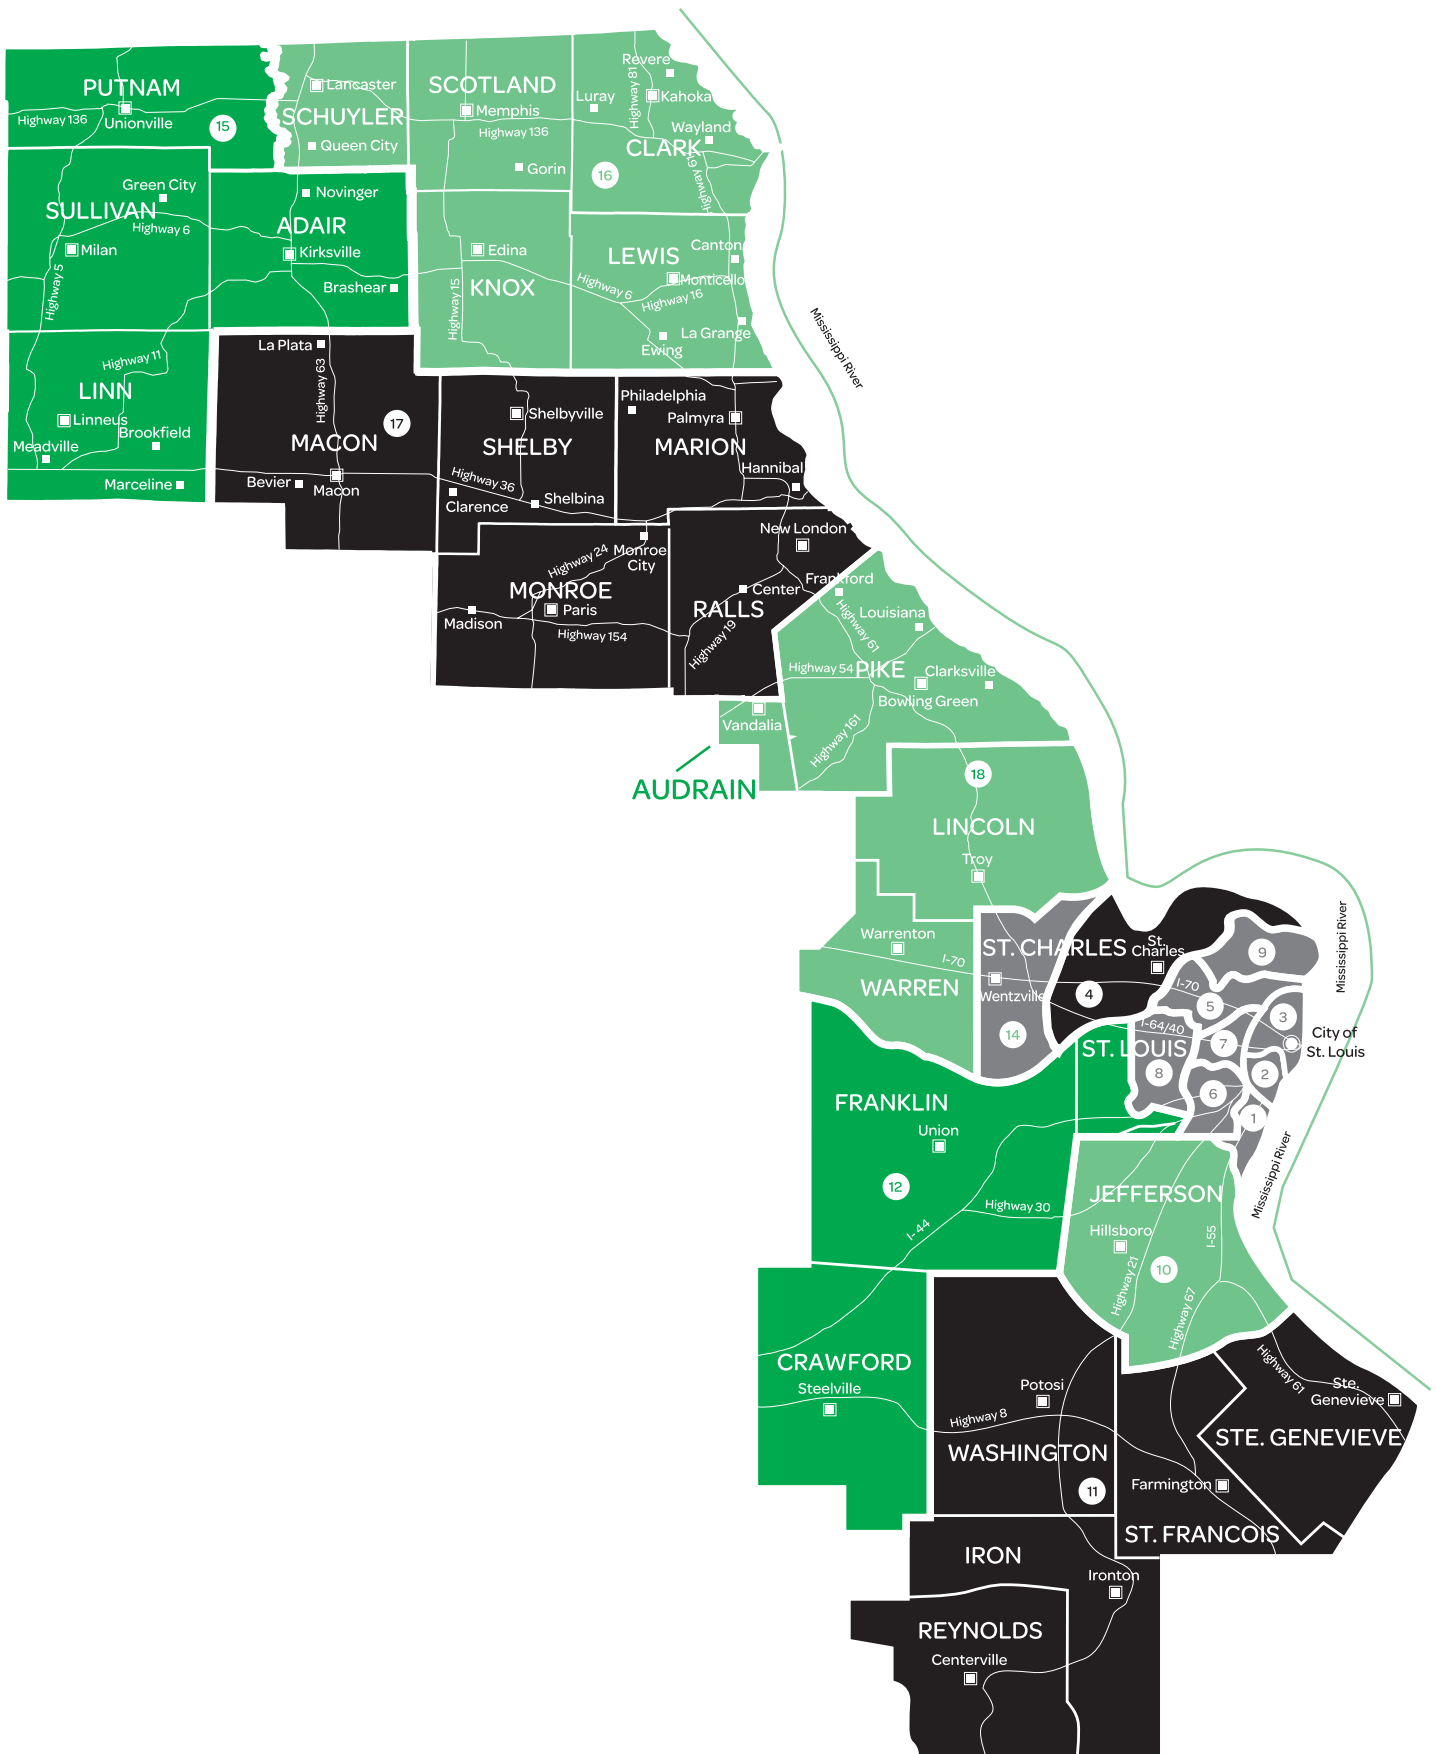 Revere
PUTNAM
Lancaster
SCOTLAND
Highway 81
Luray
Kahoka
Highway 136
Unionville
15
SCHUYLER
Memphis
Highway 136
Wayland
Queen City
CLARK
Gorin
16
Highway 61
Green City
Novinger
SULLIVAN
Highway 6
ADAIR
Milan
Kirksville
Edina
LEWIS
Canton
Highway 5
Brashear
KNOX
Highway 15
Highway 6
Monticello
Highway 16
La Grange
Ewing
Mississippi River
Highway 11
La Plata
Highway 63
LINN
Linneus
Brookfield
Meadville
Marceline
17
MACON
Bevier
Macon
Shelbyville
SHELBY
Highway 36
Clarence
Shelbina
Philadelphia
Palmyra
MARION
Hannibal
New London
Highway 24
Monroe
City
MONROE
Paris
Madison
Highway 154
Center
RALLS
Highway 19
Frankford
Highway 61
Louisiana
Highway 54
PIKE
Clarksville
Bowling Green
Vandalia
Highway 161
AUDRAIN
18
LINCOLN
Troy
Warrenton
I-70
WARREN
ST. CHARLES
St.
Charles
Wentzville
4
14
9
I-70
5
3
Mississippi River
I-64/40
City of
St. Louis
ST. LOUIS
7
8
2
6
1
FRANKLIN
Union
12
Highway 30
I-44
Mississippi River
JEFFERSON
Hillsboro
I-55
10
Highway 21
Highway 67
CRAWFORD
Steelville
Potosi
Highway 8
WASHINGTON
11
Highway 61
Ste.
Genevieve
STE. GENEVIEVE
Farmington
ST. FRANCOIS
IRON
Ironton
REYNOLDS
Centerville